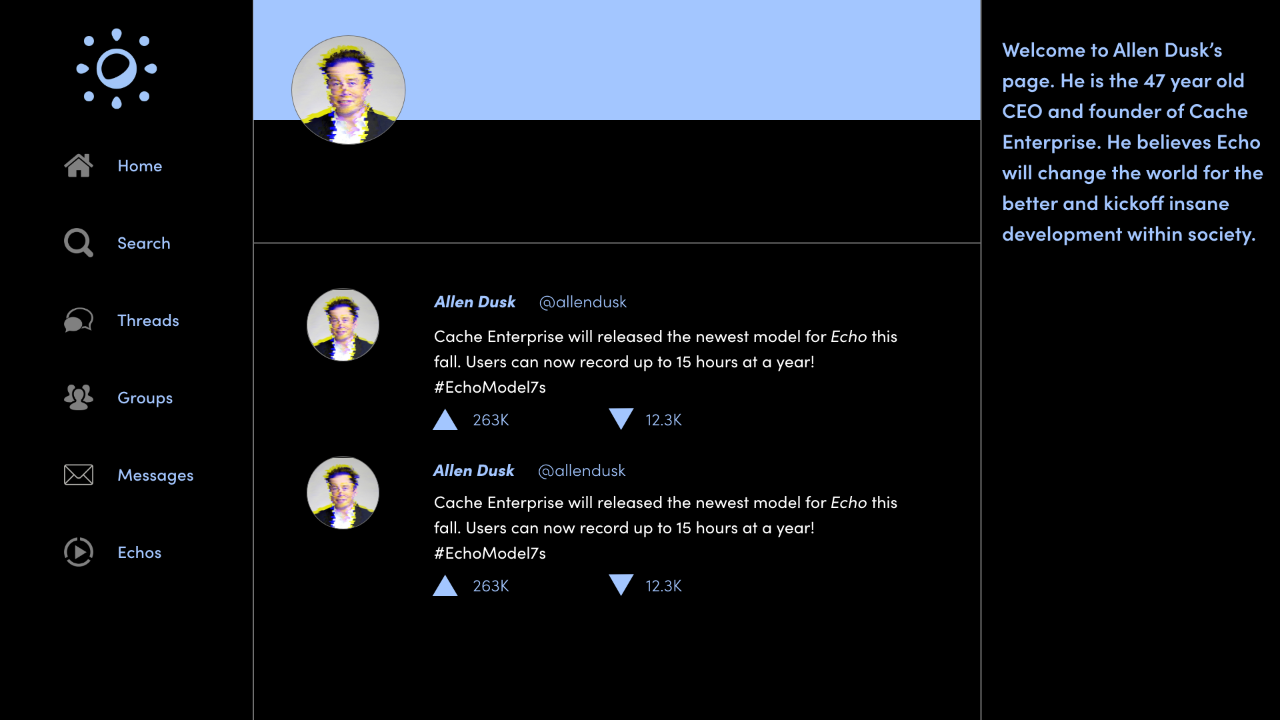 Home
Search
Threads
Groups
Messages
Echos
Allen Dusk @allendusk
Cache Enterprise will released the newest model for Echo this
fall. Users can now record up to 15 hours at a year!
#EchoModel7s
263K 12.3K
Allen Dusk @allendusk
Cache Enterprise will released the newest model for Echo this
fall. Users can now record up to 15 hours at a year!
#EchoModel7s
263K 12.3K
Welcome to Allen Dusk’s
page. He is the 47 year old
CEO and founder of Cache
Enterprise. He believes Echo
will change the world for the
better and kickoff insane
development within society.